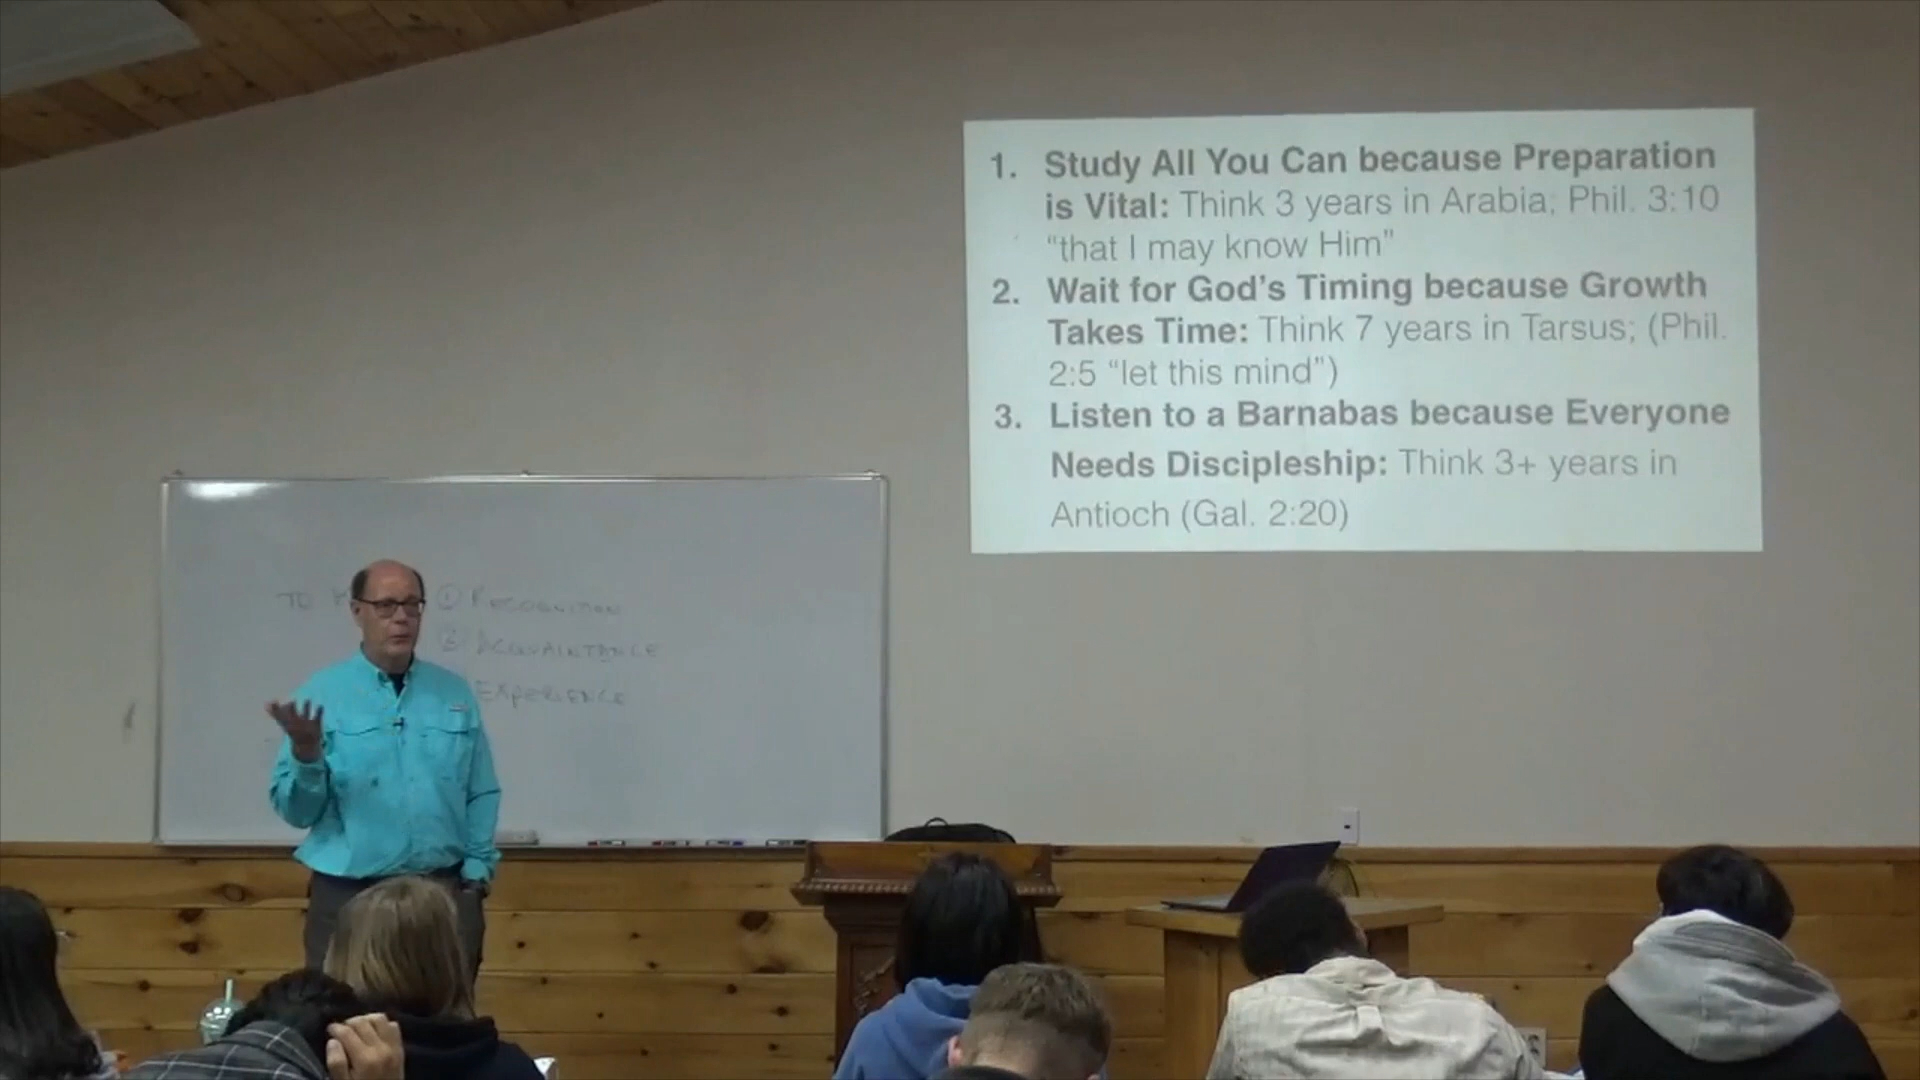 1. Study All You Can because Preparation
is Vital: Think 3 years in Arabia; Phil. 3:10
“that I may know Him”
2. Wait for God’s Timing because Growth
Takes Time: Think 7 years in Tarsus; (Phil.
2:5 “let this mind”)
3. Listen to a Barnabas because Everyone
Needs Discipleship: Think 3+ years in
Antioch (Gal. 2:20)
TO
① RECOGNITION
② ACQUAINTANCE
EXPERIENCE